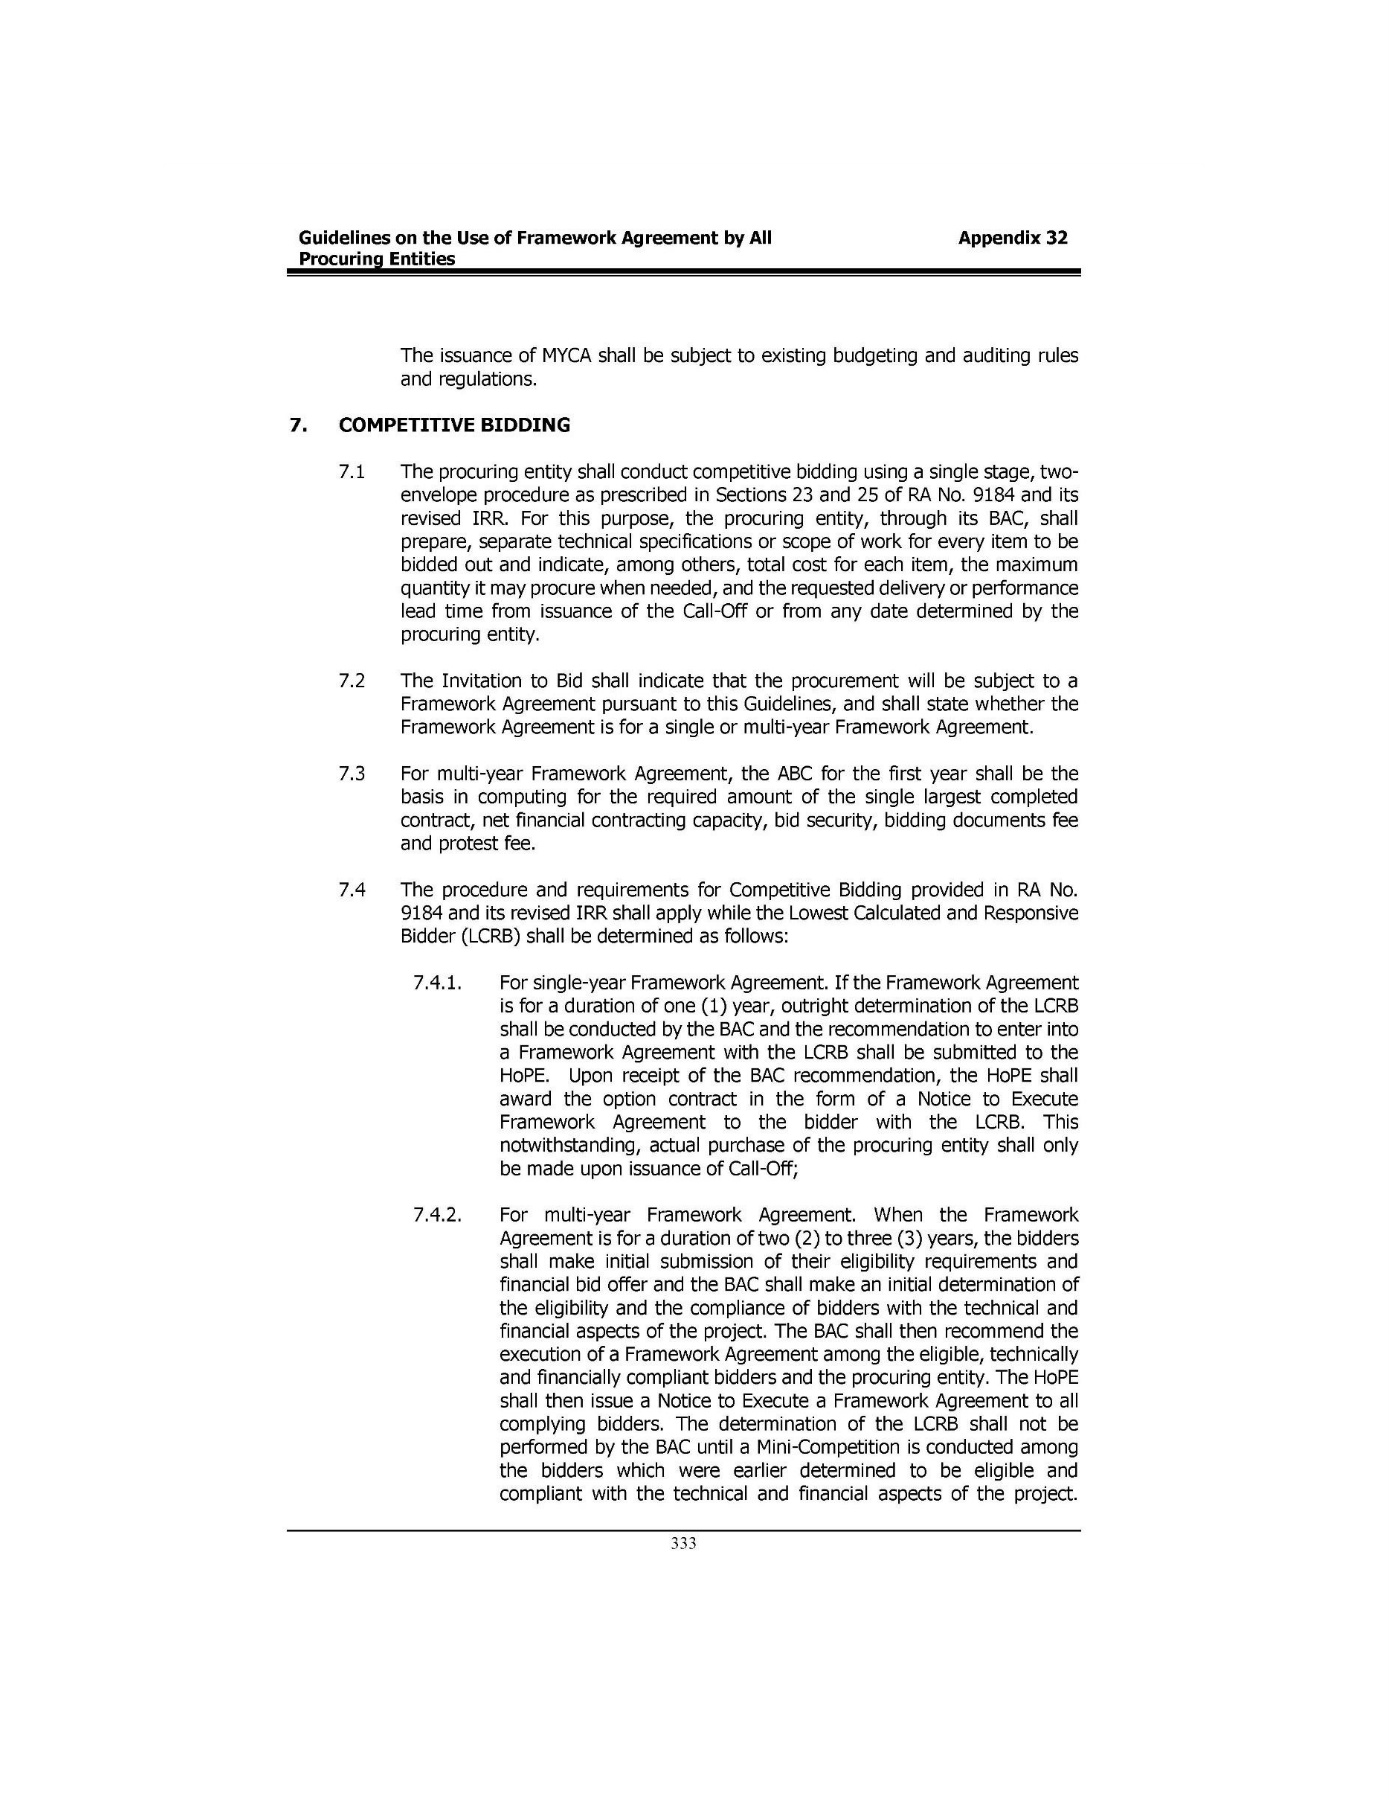 Guidelines on the Use of Framework Agreement by All Appendix 32
Procuring Entities
The issuance of MYCA shall be subject to existing budgeting and auditing rules
and regulations.
7. COMPETITIVE BIDDING
7.1 The procuring entity shall conduct competitive bidding using a single stage, two-
envelope procedure as prescribed in Sections 23 and 25 of RA No. 9184 and its
revised IRR. For this purpose, the procuring entity, through its BAC, shall
prepare, separate technical specifications or scope of work for every item to be
bidded out and indicate, among others, total cost for each item, the maximum
quantity it may procure when needed, and the requested delivery or performance
lead time from issuance of the Call-Off or from any date determined by the
procuring entity.
7.2 The Invitation to Bid shall indicate that the procurement will be subject to a
Framework Agreement pursuant to this Guidelines, and shall state whether the
Framework Agreement is for a single or multi-year Framework Agreement.
7.3 For multi-year Framework Agreement, the ABC for the first year shall be the
basis in computing for the required amount of the single largest completed
contract, net financial contracting capacity, bid security, bidding documents fee
and protest fee.
7.4 The procedure and requirements for Competitive Bidding provided in RA No.
9184 and its revised IRR shall apply while the Lowest Calculated and Responsive
Bidder (LCRB) shall be determined as follows:
7.4.1. For single-year Framework Agreement. If the Framework Agreement
is for a duration of one (1) year, outright determination of the LCRB
shall be conducted by the BAC and the recommendation to enter into
a Framework Agreement with the LCRB shall be submitted to the
HoPE. Upon receipt of the BAC recommendation, the HoPE shall
award the option contract in the form of a Notice to Execute
Framework Agreement to the bidder with the LCRB. This
notwithstanding, actual purchase of the procuring entity shall only
be made upon issuance of Call-Off;
7.4.2. For multi-year Framework Agreement. When the Framework
Agreement is for a duration of two (2) to three (3) years, the bidders
shall make initial submission of their eligibility requirements and
financial bid offer and the BAC shall make an initial determination of
the eligibility and the compliance of bidders with the technical and
financial aspects of the project. The BAC shall then recommend the
execution of a Framework Agreement among the eligible, technically
and financially compliant bidders and the procuring entity. The HoPE
shall then issue a Notice to Execute a Framework Agreement to all
complying bidders. The determination of the LCRB shall not be
performed by the BAC until a Mini-Competition is conducted among
the bidders which were earlier determined to be eligible and
compliant with the technical and financial aspects of the project.
333